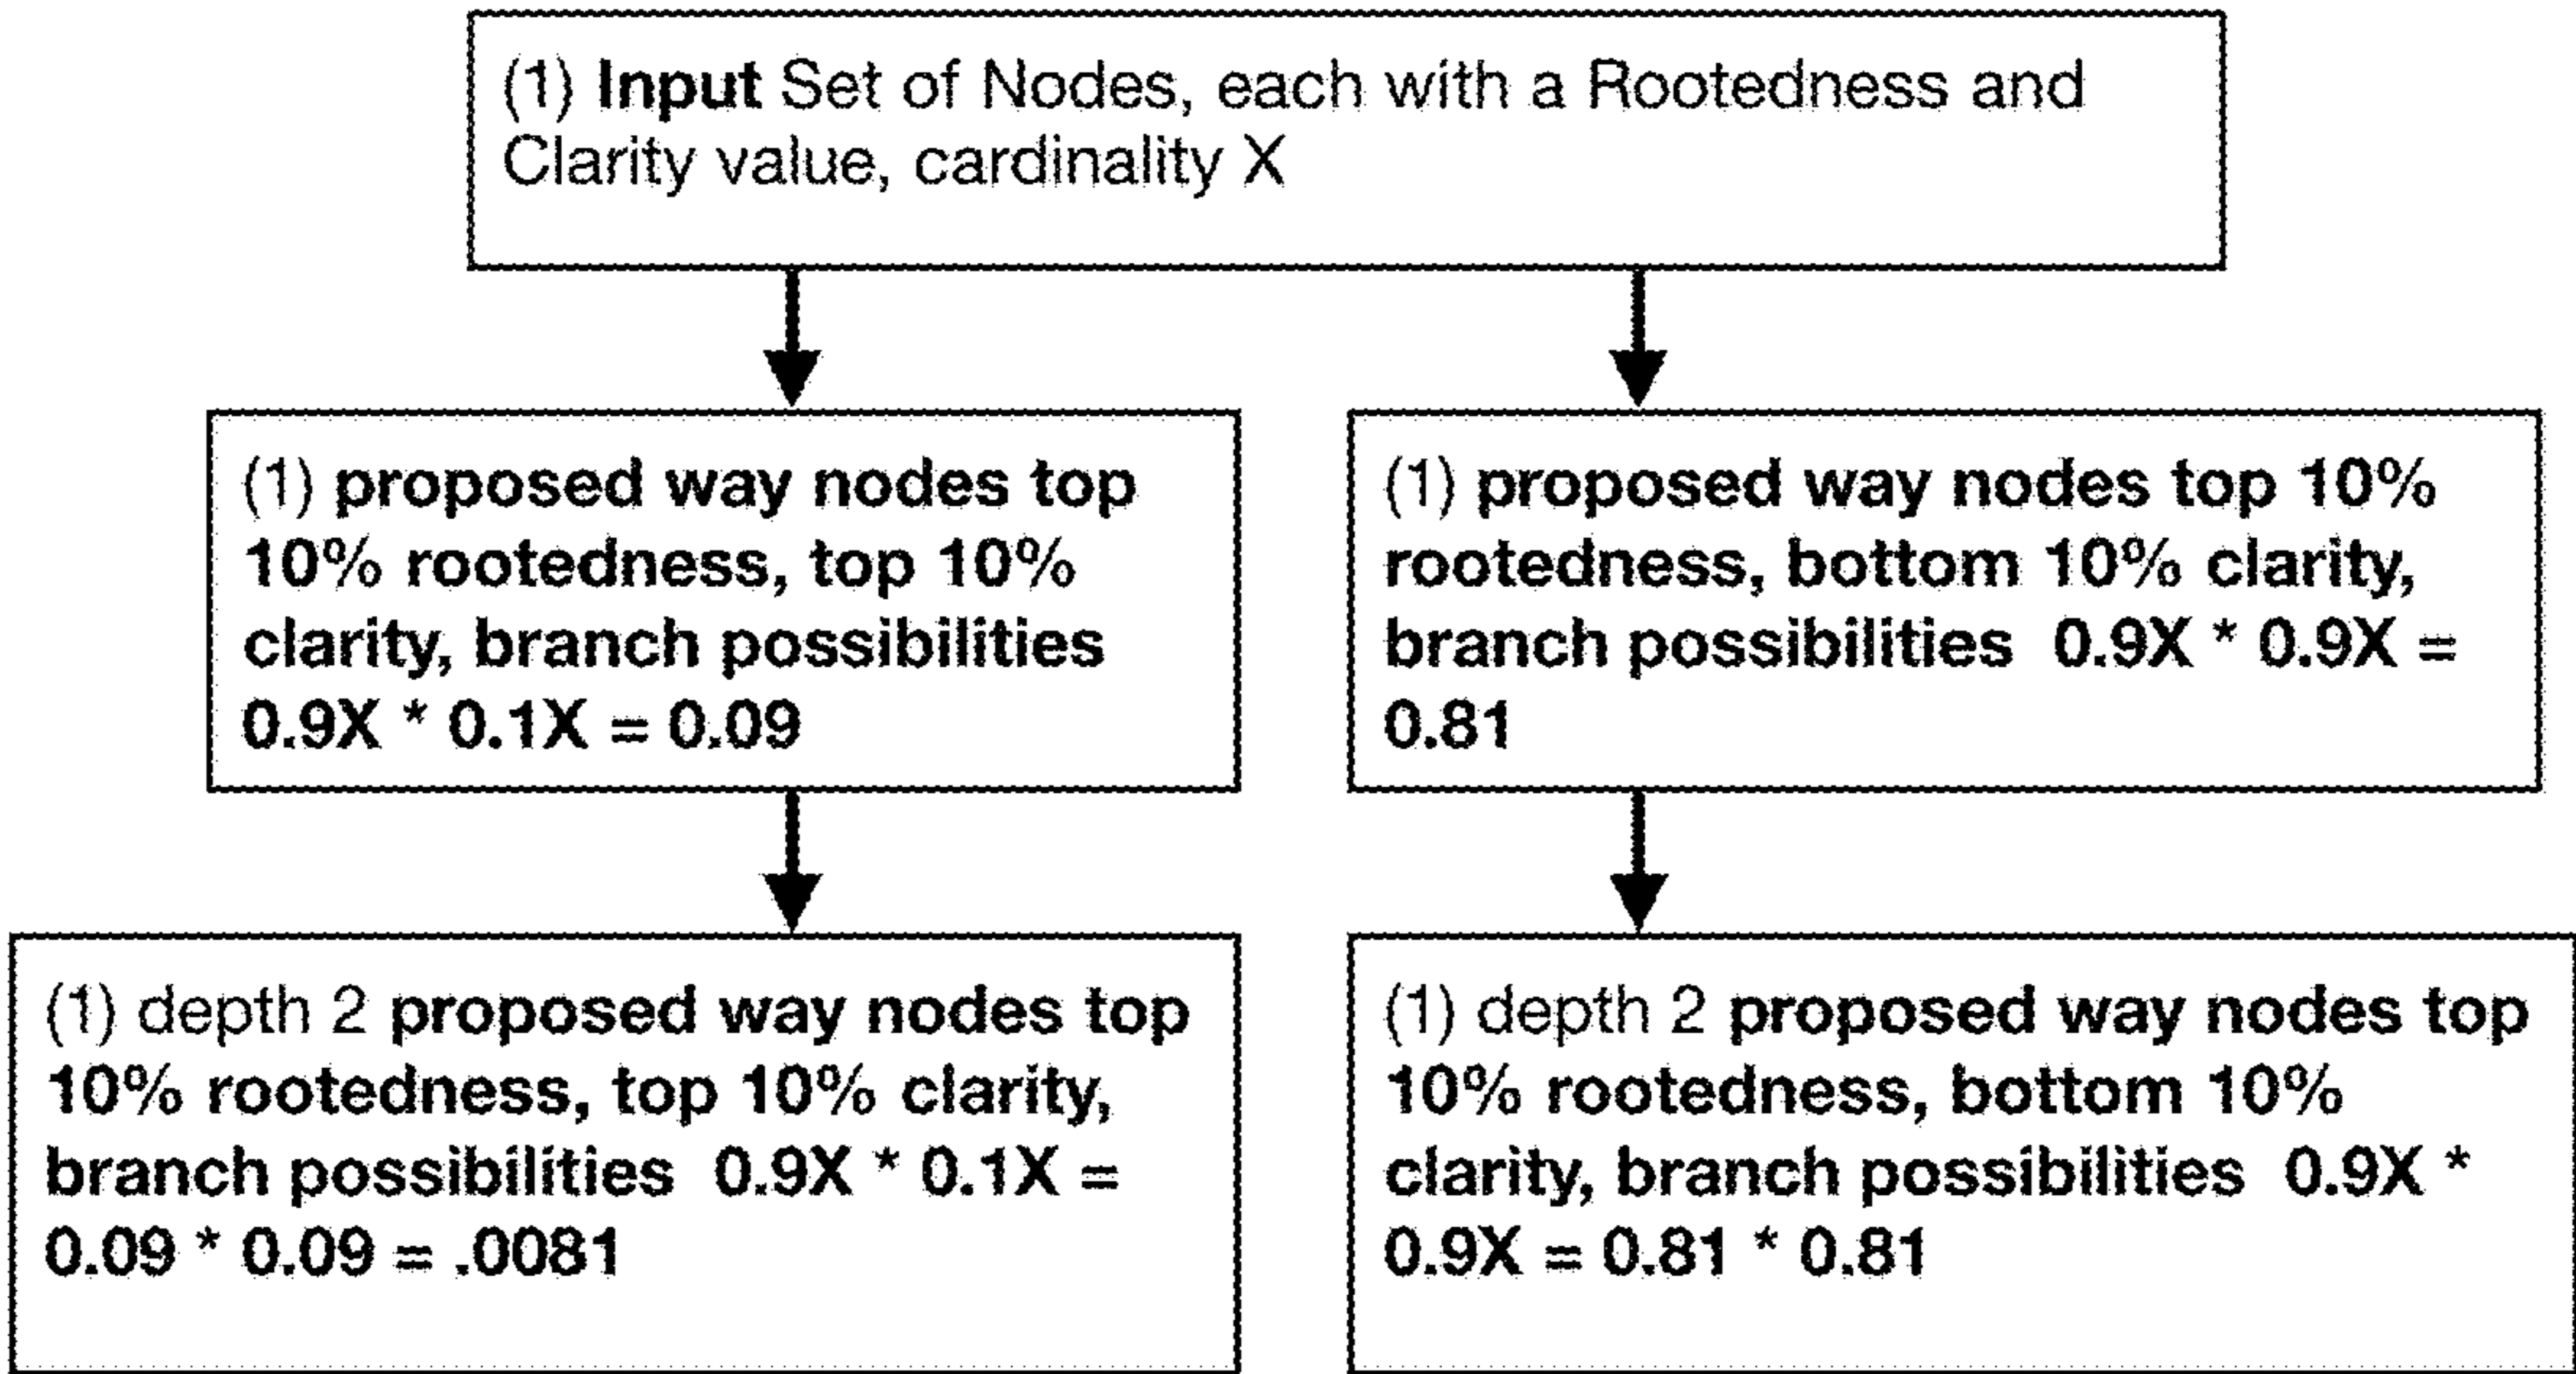 (1) Input Set of Nodes, each with a Rootedness and
Clarity value, cardinality X
(1) proposed way nodes top
10% rootedness, top 10%
clarity, branch possibilities
0.9X * 0.1X = 0.09
(1) proposed way nodes top 10%
rootedness, bottom 10% clarity,
branch possibilities 0.9X * 0.9X =
0.81
(1) depth 2 proposed way nodes top
10% rootedness, top 10% clarity,
branch possibilities 0.9X * 0.1X =
0.09 * 0.09 = .0081
(1) depth 2 proposed way nodes top
10% rootedness, bottom 10%
clarity, branch possibilities 0.9X *
0.9X = 0.81 * 0.81